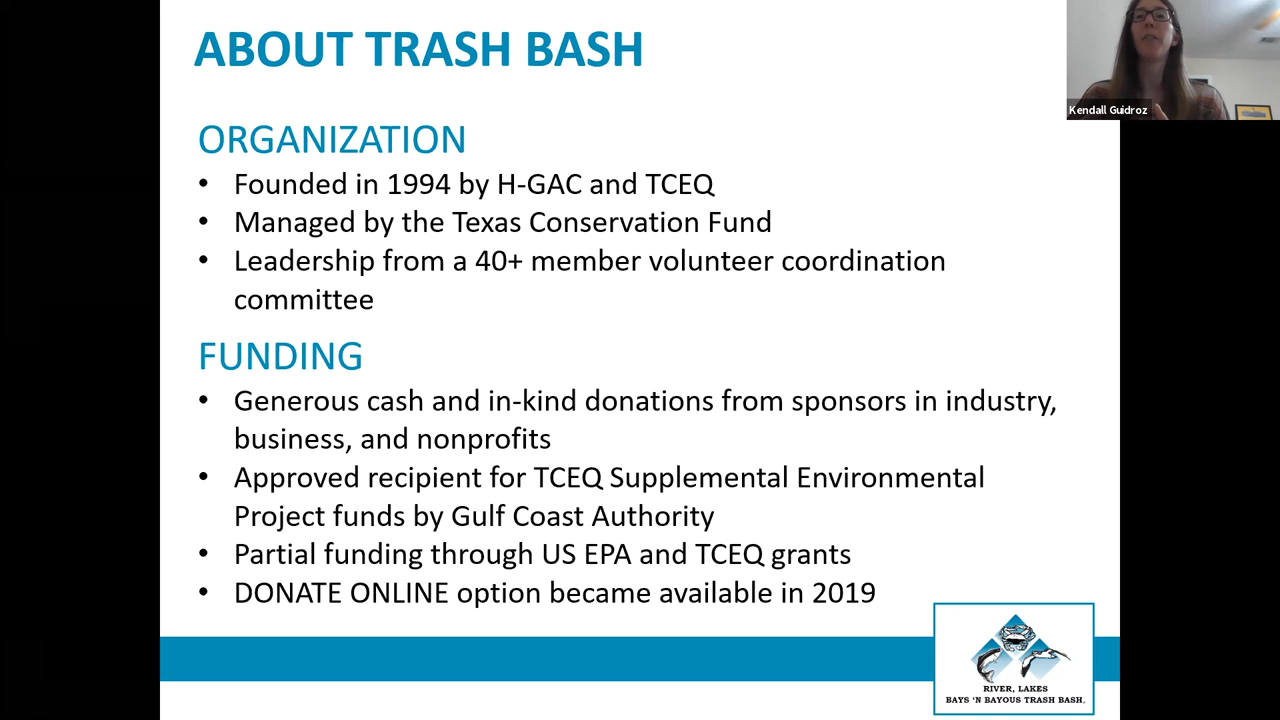 ABOUT TRASH BASH
Kendall Guidroz
ORGANIZATION
• Founded in 1994 by H-GAC and TCEQ
• Managed by the Texas Conservation Fund
• Leadership from a 40+ member volunteer coordination
committee
FUNDING
• Generous cash and in-kind donations from sponsors in industry,
business, and nonprofits
• Approved recipient for TCEQ Supplemental Environmental
Project funds by Gulf Coast Authority
• Partial funding through US EPA and TCEQ grants
• DONATE ONLINE option became available in 2019
RIVER, LAKES
BAYS ‘N BAYOUS TRASH BASH®